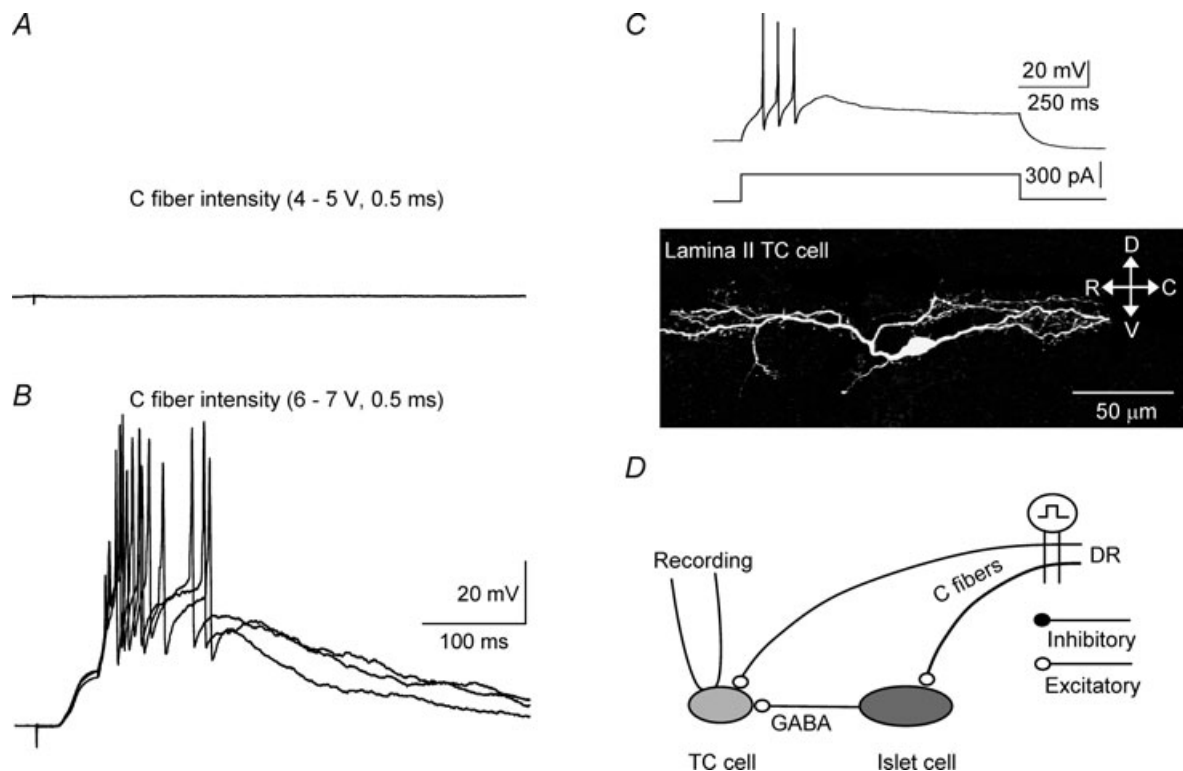 A
C fiber intensity (4 - 5 V, 0.5 ms)
B
C fiber intensity (6 - 7 V, 0.5 ms)
20 mV
100 ms
C
20 mV
250 ms
300 pA
Lamina II TC cell
D
R C
V
50 μm
D
Recording
C fibers
DR
Inhibitory
Excitatory
GABA
TC cell
Islet cell